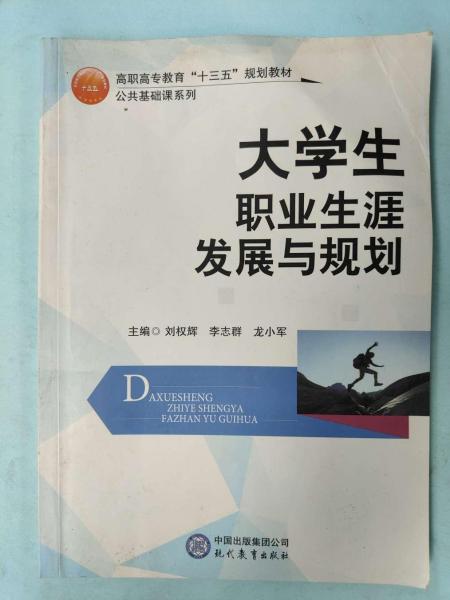 十三五
高职高专教育“十三五”规划教材
公共基础课系列
大学生
职业生涯
发展与规划
主编◎刘权辉 李志群 龙小军
DAXUESHENG
ZHIYE SHENGYA
FAZHAN YU GUIHUA
中国出版集团公司
现代教育出版社